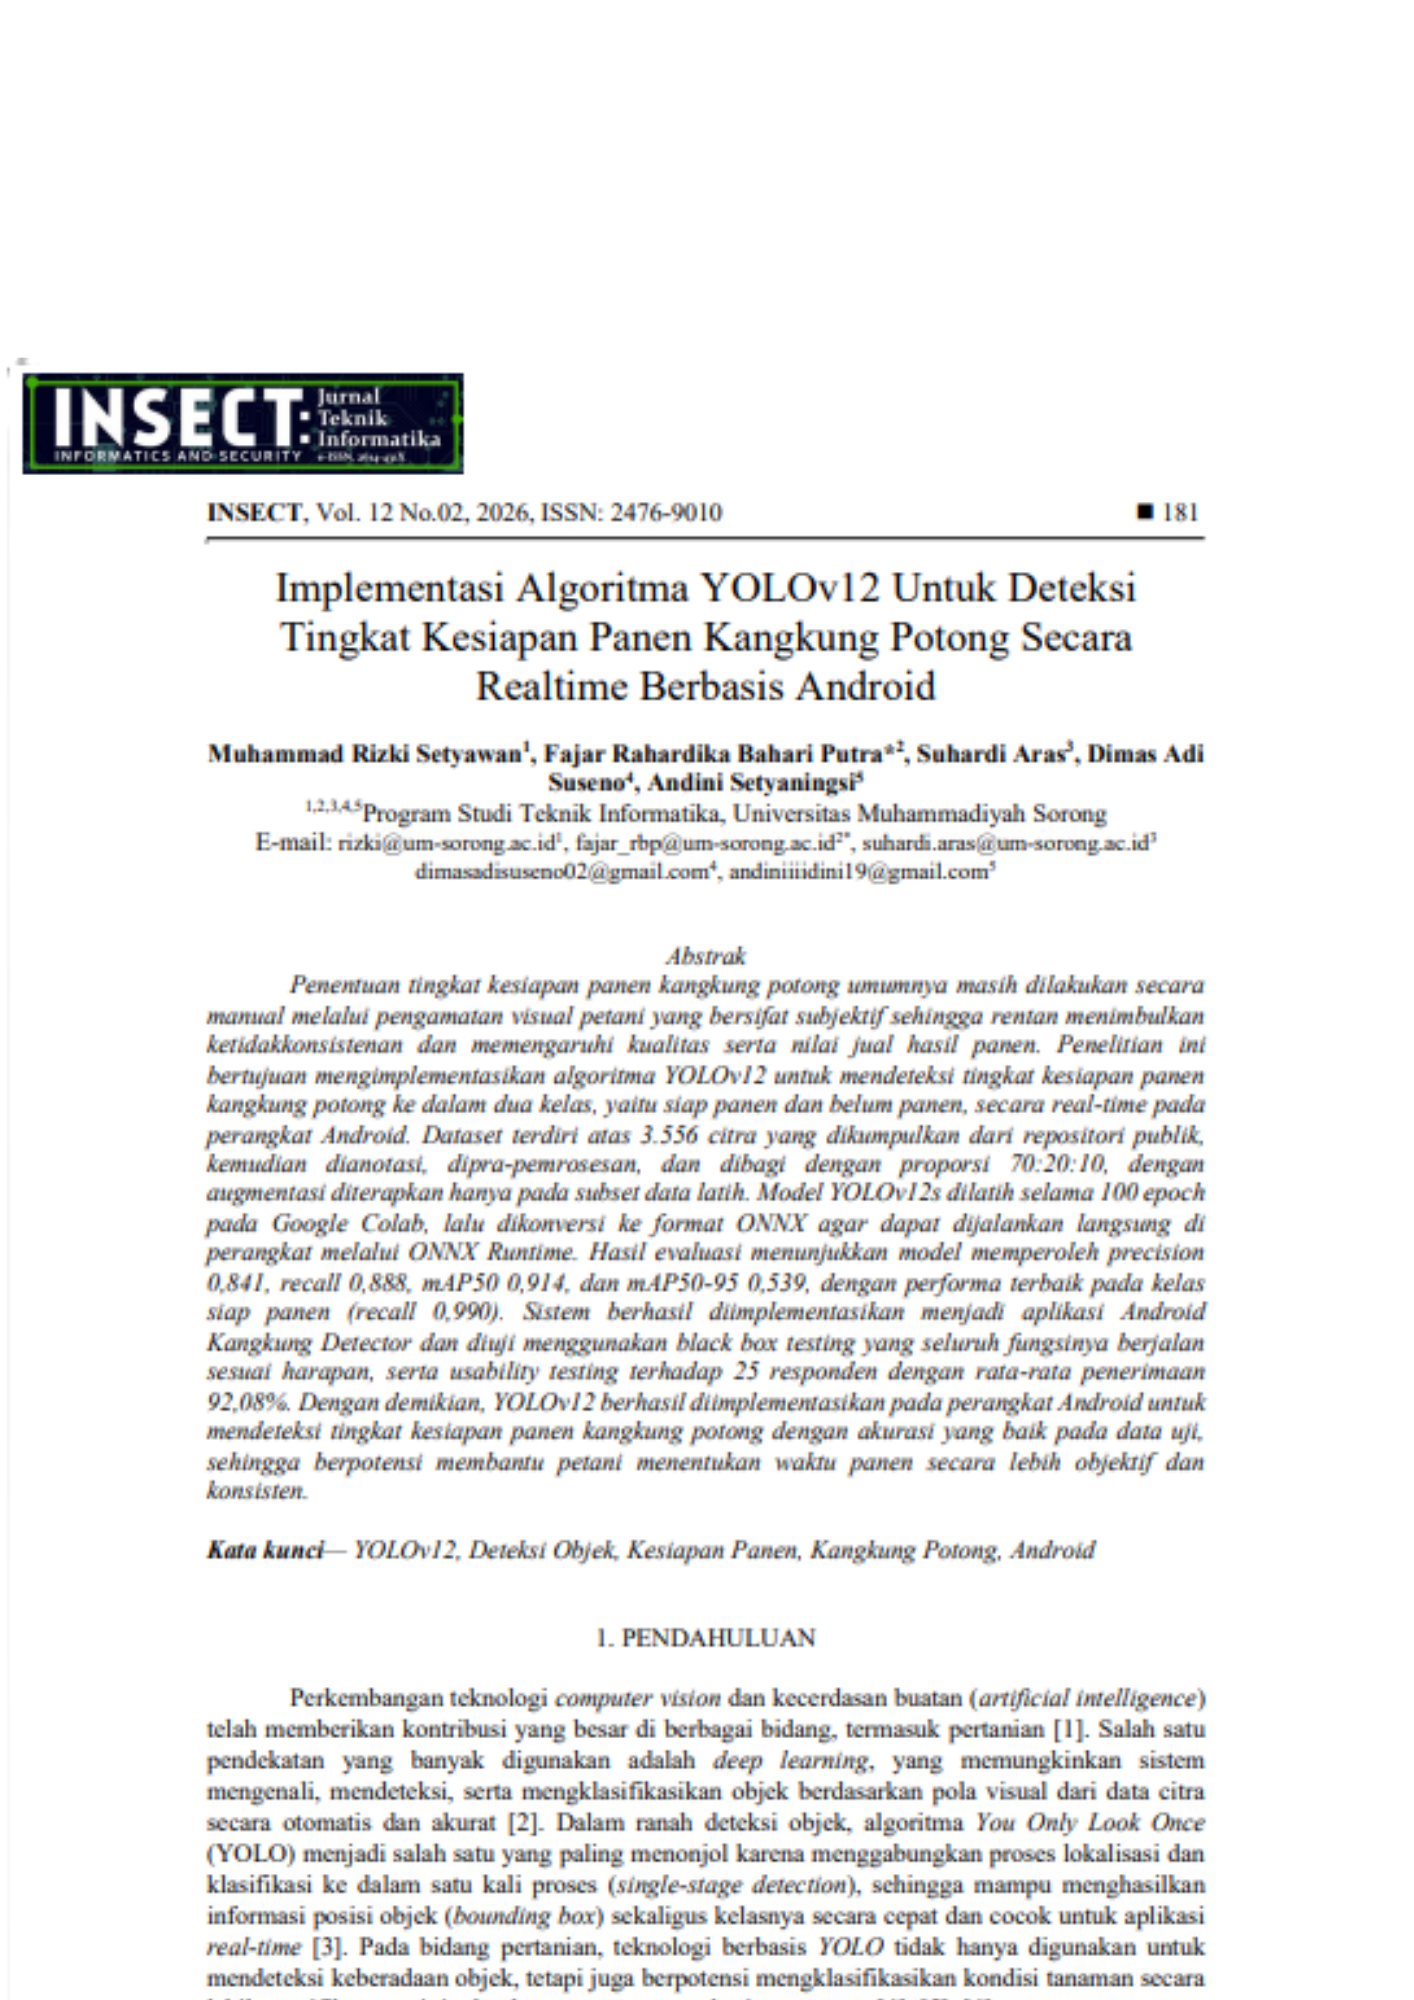 INSECT: Jurnal
Teknik
Informatika
INFORMATICS AND SECURITY
INSECT, Vol. 12 No.02, 2026, ISSN: 2476-9010 ■ 181
Implementasi Algoritma YOLOv12 Untuk Deteksi
Tingkat Kesiapan Panen Kangkung Potong Secara
Realtime Berbasis Android
Muhammad Rizki Setyawan¹, Fajar Rahardika Bahari Putra*², Suhardi Aras³, Dimas Adi
Suseno⁴, Andini Setyaningsi⁵
¹,²,³,⁴,⁵Program Studi Teknik Informatika, Universitas Muhammadiyah Sorong
E-mail: rizki@um-sorong.ac.id¹, fajar_rbp@um-sorong.ac.id²*, suhardi.aras@um-sorong.ac.id³
dimasadisuseno02@gmail.com⁴, andiniiiidini19@gmail.com⁵
Abstrak
Penentuan tingkat kesiapan panen kangkung potong umumnya masih dilakukan secara
manual melalui pengamatan visual petani yang bersifat subjektif sehingga rentan menimbulkan
ketidakkonsistenan dan memengaruhi kualitas serta nilai jual hasil panen. Penelitian ini
bertujuan mengimplementasikan algoritma YOLOv12 untuk mendeteksi tingkat kesiapan panen
kangkung potong ke dalam dua kelas, yaitu siap panen dan belum panen, secara real-time pada
perangkat Android. Dataset terdiri atas 3.556 citra yang dikumpulkan dari repositori publik,
kemudian dianotasi, dipra-pemrosesan, dan dibagi dengan proporsi 70:20:10, dengan
augmentasi diterapkan hanya pada subset data latih. Model YOLOv12s dilatih selama 100 epoch
pada Google Colab, lalu dikonversi ke format ONNX agar dapat dijalankan langsung di
perangkat melalui ONNX Runtime. Hasil evaluasi menunjukkan model memperoleh precision
0,841, recall 0,888, mAP50 0,914, dan mAP50-95 0,539, dengan performa terbaik pada kelas
siap panen (recall 0,990). Sistem berhasil diimplementasikan menjadi aplikasi Android
Kangkung Detector dan diuji menggunakan black box testing yang seluruh fungsinya berjalan
sesuai harapan, serta usability testing terhadap 25 responden dengan rata-rata penerimaan
92,08%. Dengan demikian, YOLOv12 berhasil diimplementasikan pada perangkat Android untuk
mendeteksi tingkat kesiapan panen kangkung potong dengan akurasi yang baik pada data uji,
sehingga berpotensi membantu petani menentukan waktu panen secara lebih objektif dan
konsisten.
Kata kunci— YOLOv12, Deteksi Objek, Kesiapan Panen, Kangkung Potong, Android
1. PENDAHULUAN
Perkembangan teknologi computer vision dan kecerdasan buatan (artificial intelligence)
telah memberikan kontribusi yang besar di berbagai bidang, termasuk pertanian [1]. Salah satu
pendekatan yang banyak digunakan adalah deep learning, yang memungkinkan sistem
mengenali, mendeteksi, serta mengklasifikasikan objek berdasarkan pola visual dari data citra
secara otomatis dan akurat [2]. Dalam ranah deteksi objek, algoritma You Only Look Once
(YOLO) menjadi salah satu yang paling menonjol karena menggabungkan proses lokalisasi dan
klasifikasi ke dalam satu kali proses (single-stage detection), sehingga mampu menghasilkan
informasi posisi objek (bounding box) sekaligus kelasnya secara cepat dan cocok untuk aplikasi
real-time [3]. Pada bidang pertanian, teknologi berbasis YOLO tidak hanya digunakan untuk
mendeteksi keberadaan objek, tetapi juga berpotensi mengklasifikasikan kondisi tanaman secara